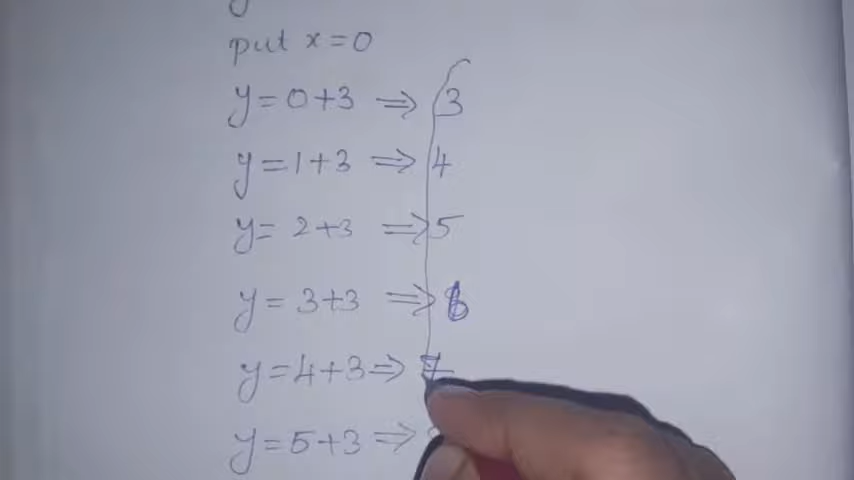 put x=0
y=0+3 ⇒ 3
y=1+3 ⇒ 4
y=2+3 ⇒ 5
y=3+3 ⇒ 6
y=4+3⇒ 7
y=5+3 ⇒